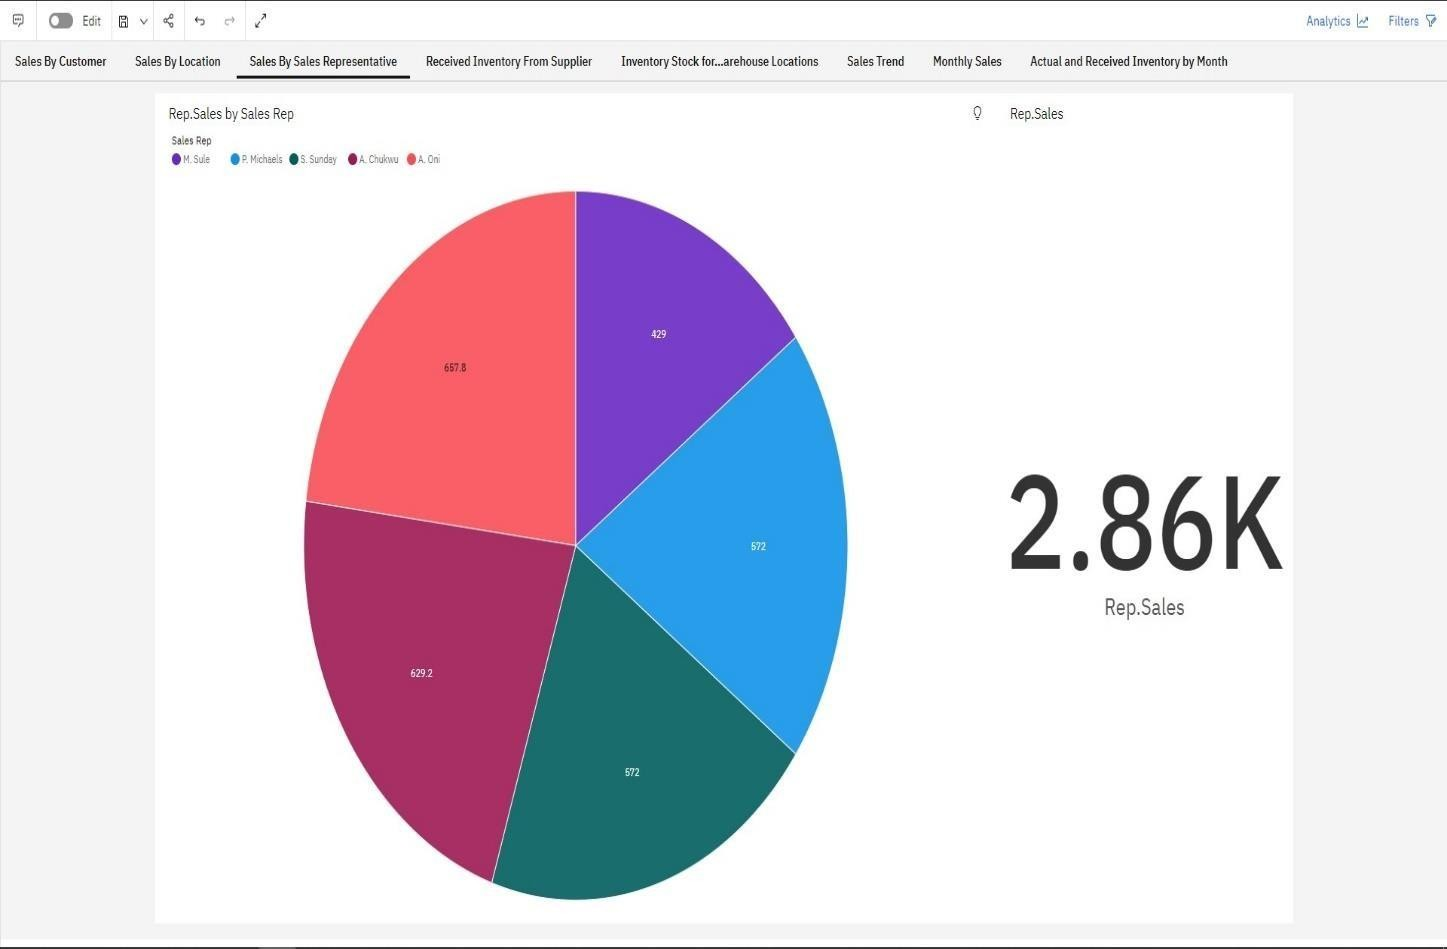 Edit
Analytics
Filters
Sales By Customer
Sales By Location
Sales By Sales Representative
Received Inventory From Supplier
Inventory Stock for...arehouse Locations
Sales Trend
Monthly Sales
Actual and Received Inventory by Month
Rep.Sales by Sales Rep
Rep.Sales
Sales Rep
M. Sule
P. Michaels
S. Sunday
A. Chukwu
A. Oni
429
657.8
572
2.86K
Rep.Sales
629.2
572